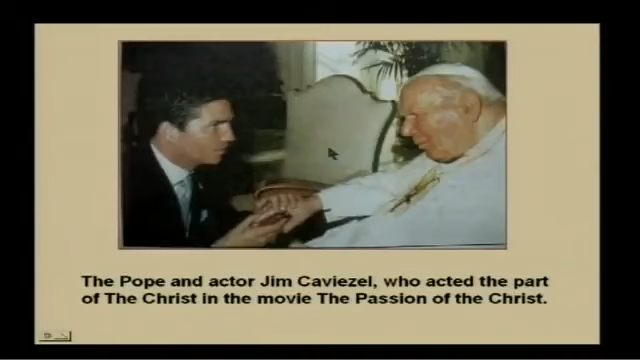 The Pope and actor Jim Caviezel, who acted the part
of The Christ in the movie The Passion of the Christ.